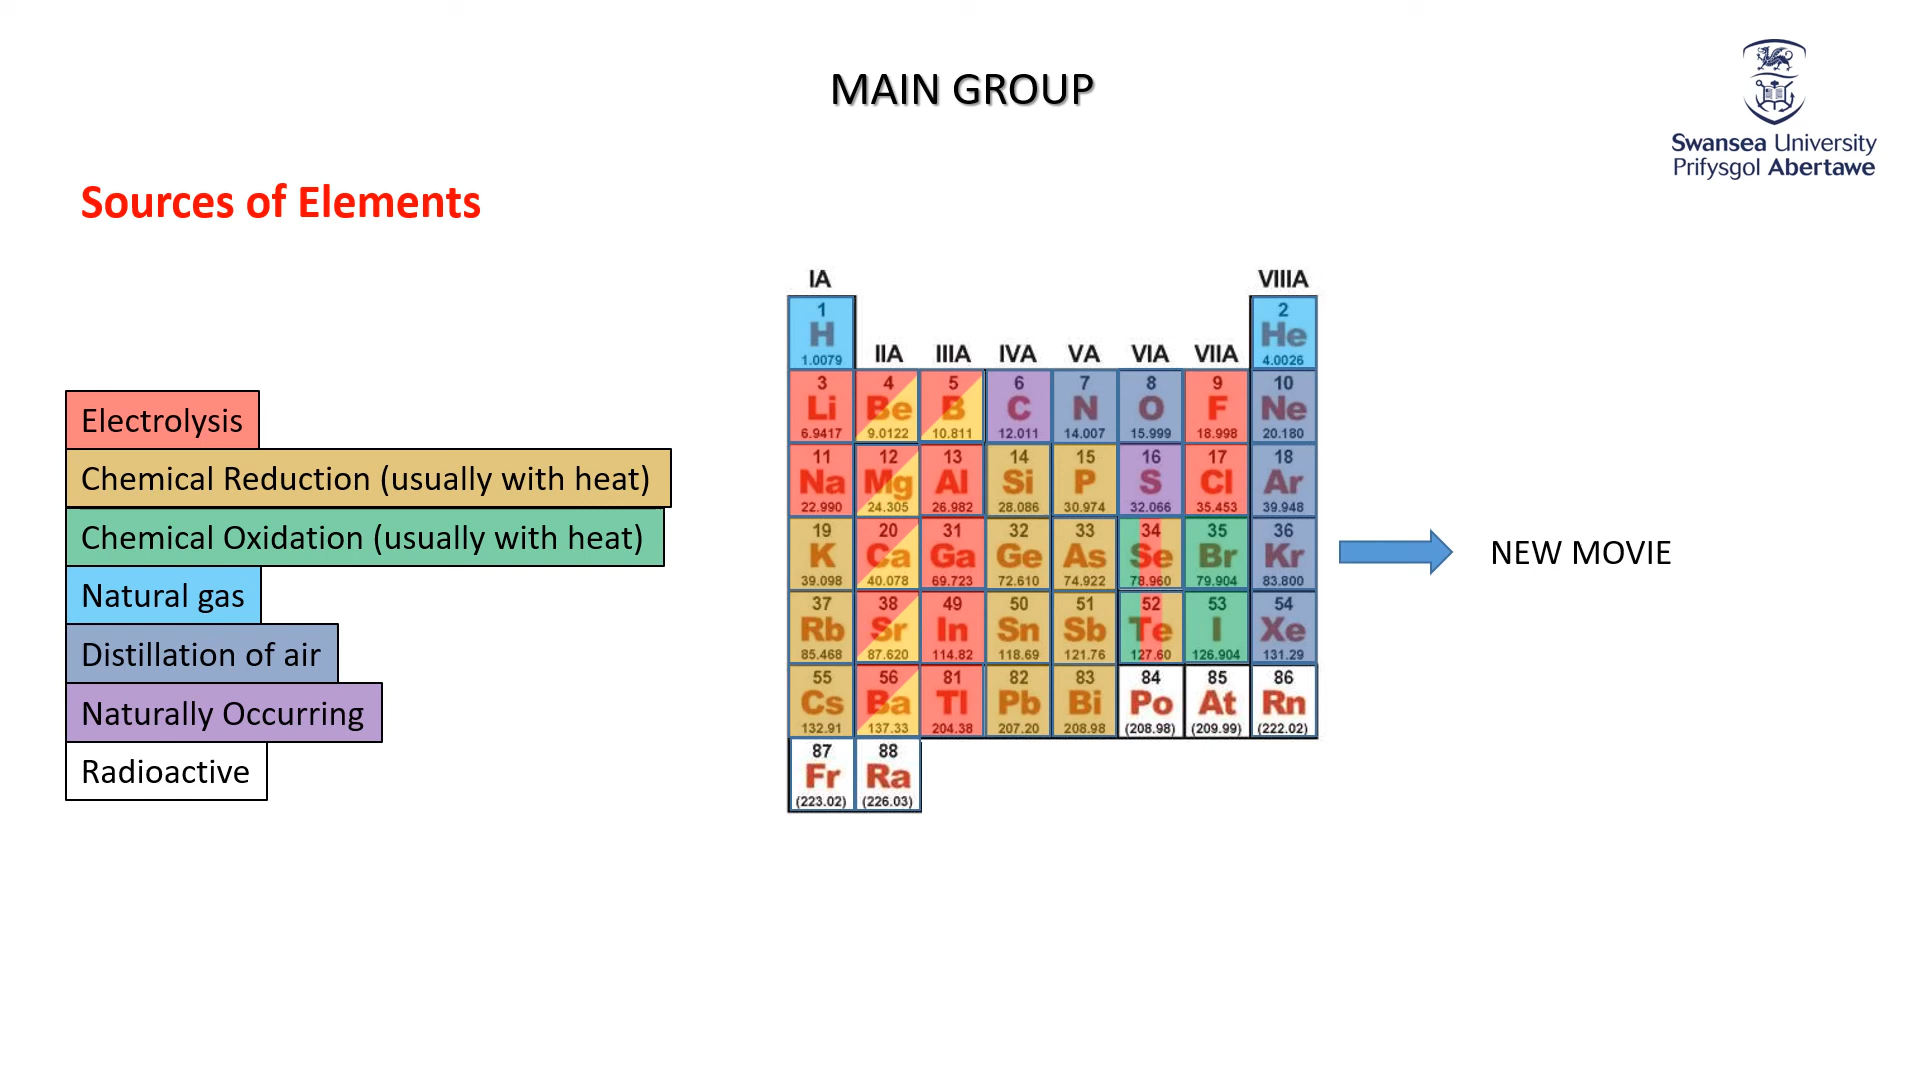 MAIN GROUP
Swansea University
Prifysgol Abertawe
Sources of Elements
Electrolysis
Chemical Reduction (usually with heat)
Chemical Oxidation (usually with heat)
Natural gas
Distillation of air
Naturally Occurring
Radioactive
IA VIIIA
1 2
H He
1.0079 4.0026
IIA IIIA IVA VA VIA VIIA
3 4 5 6 7 8 9 10
Li Be B C N O F Ne
6.9417 9.0122 10.811 12.011 14.007 15.999 18.998 20.180
11 12 13 14 15 16 17 18
Na Mg Al Si P S Cl Ar
22.990 24.305 26.982 28.086 30.974 32.066 35.453 39.948
19 20 31 32 33 34 35 36
K Ca Ga Ge As Se Br Kr
39.098 40.078 69.723 72.610 74.922 78.960 79.904 83.800
37 38 49 50 51 52 53 54
Rb Sr In Sn Sb Te I Xe
85.468 87.620 114.82 118.69 121.76 127.60 126.904 131.29
55 56 81 82 83 84 85 86
Cs Ba Tl Pb Bi Po At Rn
132.91 137.33 204.38 207.20 208.98 (208.98) (209.99) (222.02)
87 88
Fr Ra
(223.02) (226.03)
NEW MOVIE